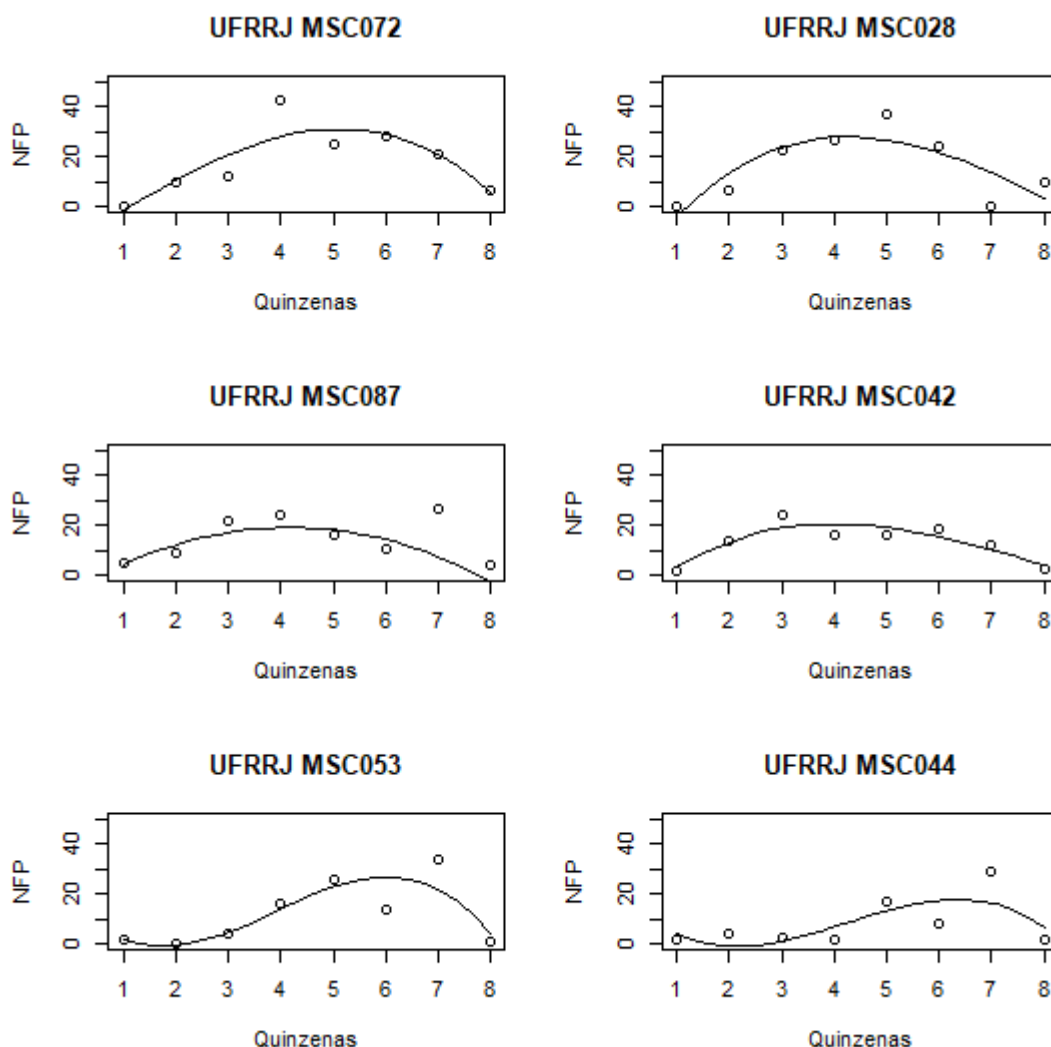 UFRRJ MSC072
NFP
0 20 40
1 2 3 4 5 6 7 8
Quinzenas
UFRRJ MSC028
NFP
0 20 40
1 2 3 4 5 6 7 8
Quinzenas
UFRRJ MSC087
NFP
0 20 40
1 2 3 4 5 6 7 8
Quinzenas
UFRRJ MSC042
NFP
0 20 40
1 2 3 4 5 6 7 8
Quinzenas
UFRRJ MSC053
NFP
0 20 40
1 2 3 4 5 6 7 8
Quinzenas
UFRRJ MSC044
NFP
0 20 40
1 2 3 4 5 6 7 8
Quinzenas